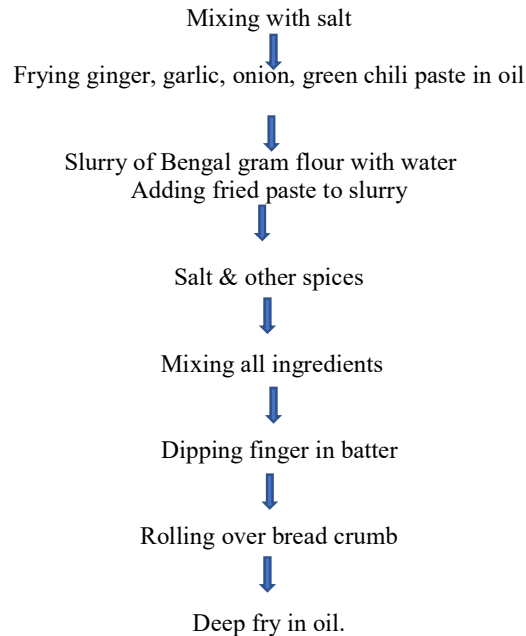 Mixing with salt
Frying ginger, garlic, onion, green chili paste in oil
Slurry of Bengal gram flour with water
Adding fried paste to slurry
Salt & other spices
Mixing all ingredients
Dipping finger in batter
Rolling over bread crumb
Deep fry in oil.